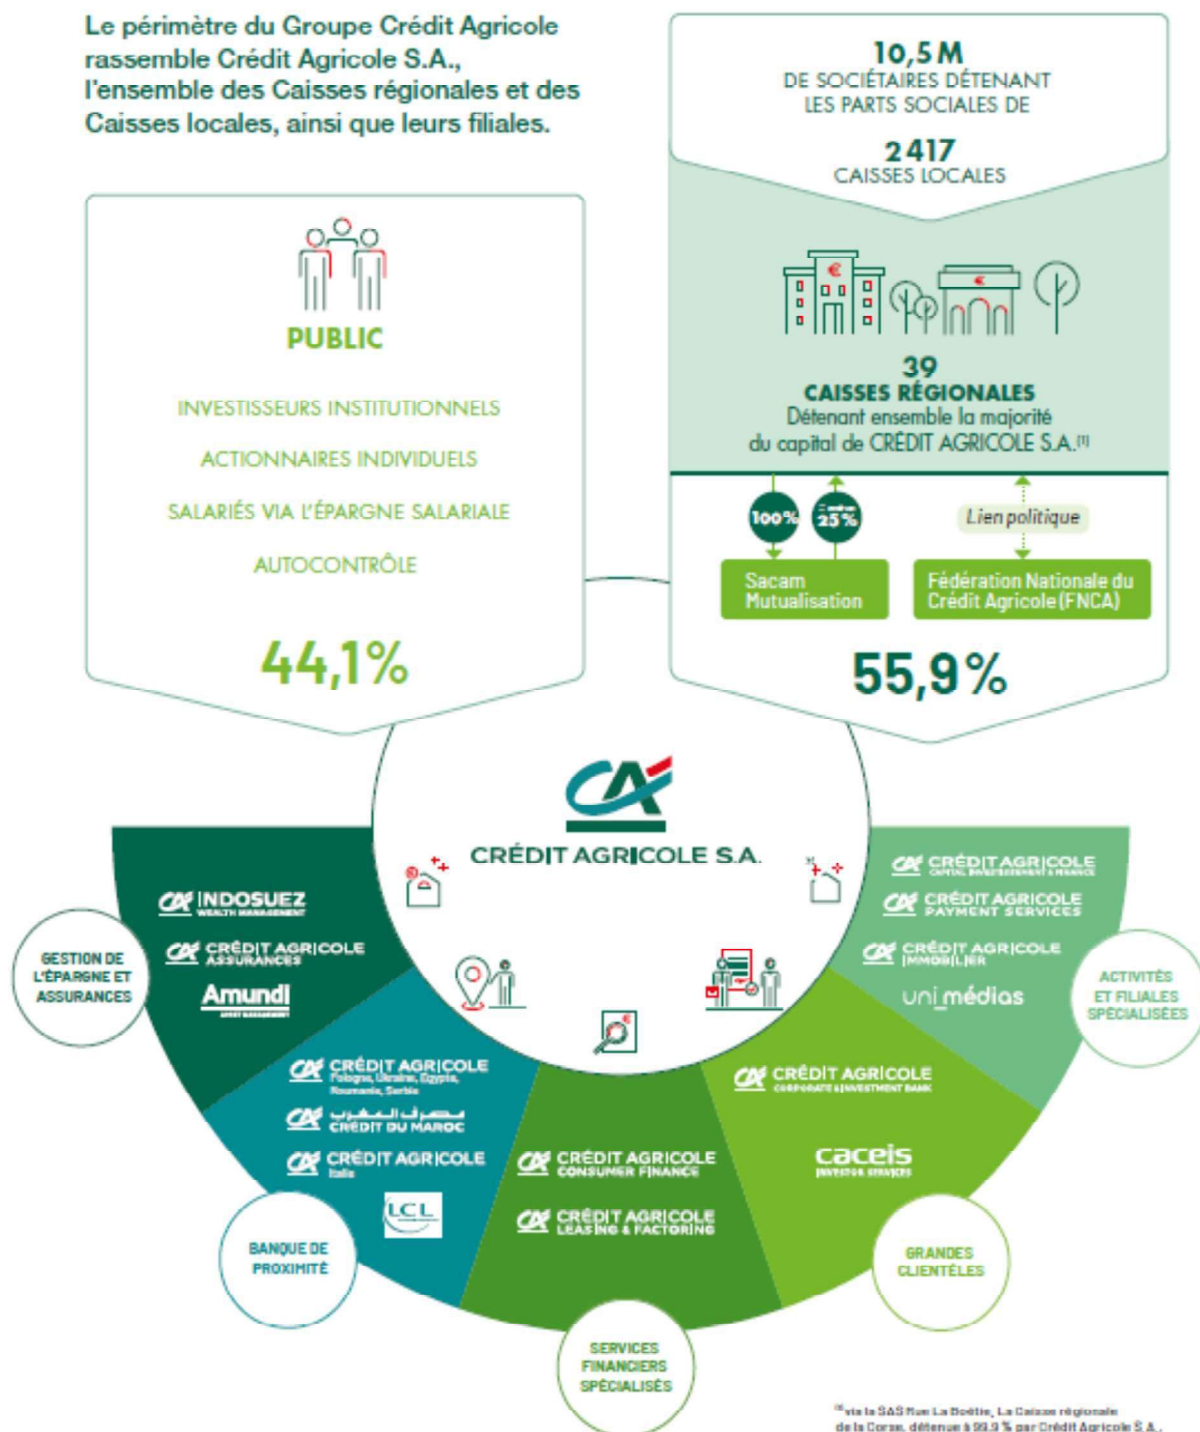 Le périmètre du Groupe Crédit Agricole
rassemble Crédit Agricole S.A.,
l'ensemble des Caisses régionales et des
Caisses locales, ainsi que leurs filiales.
10,5 M
DE SOCIÉTAIRES DÉTENANT
LES PARTS SOCIALES DE
2 417
CAISSES LOCALES
39
CAISSES RÉGIONALES
Détenant ensemble la majorité
du capital de CRÉDIT AGRICOLE S.A.(1)
100%
25%
Lien politique
Sacam
Mutualisation
Fédération Nationale du
Crédit Agricole (FNCA)
55,9%
PUBLIC
INVESTISSEURS INSTITUTIONNELS
ACTIONNAIRES INDIVIDUELS
SALARIÉS VIA L'ÉPARGNE SALARIALE
AUTOCONTRÔLE
44,1%
CRÉDIT AGRICOLE S.A.
GESTION DE
L'ÉPARGNE ET
ASSURANCES
INDOSUEZ
WEALTH MANAGEMENT
CRÉDIT AGRICOLE
ASSURANCES
Amundi
ASSET MANAGEMENT
BANQUE DE
PROXIMITÉ
CRÉDIT AGRICOLE
Pologne, Ukraine, Égypte,
Roumanie, Serbie
مصرف المغرب
CRÉDIT DU MAROC
CRÉDIT AGRICOLE
Italie
LCL
SERVICES
FINANCIERS
SPÉCIALISÉS
CRÉDIT AGRICOLE
CONSUMER FINANCE
CRÉDIT AGRICOLE
LEASING & FACTORING
GRANDES
CLIENTÈLES
CRÉDIT AGRICOLE
CORPORATE & INVESTMENT BANK
caceis
INVESTOR SERVICES
ACTIVITÉS
ET FILIALES
SPÉCIALISÉES
CRÉDIT AGRICOLE
CAPITAL INVESTISSEMENT & FINANCE
CRÉDIT AGRICOLE
PAYMENT SERVICES
CRÉDIT AGRICOLE
IMMOBILIER
uni médias
(1) via la SAS Rue La Boétie, La Caisse régionale
de la Corse, détenue à 99,9 % par Crédit Agricole S.A.,